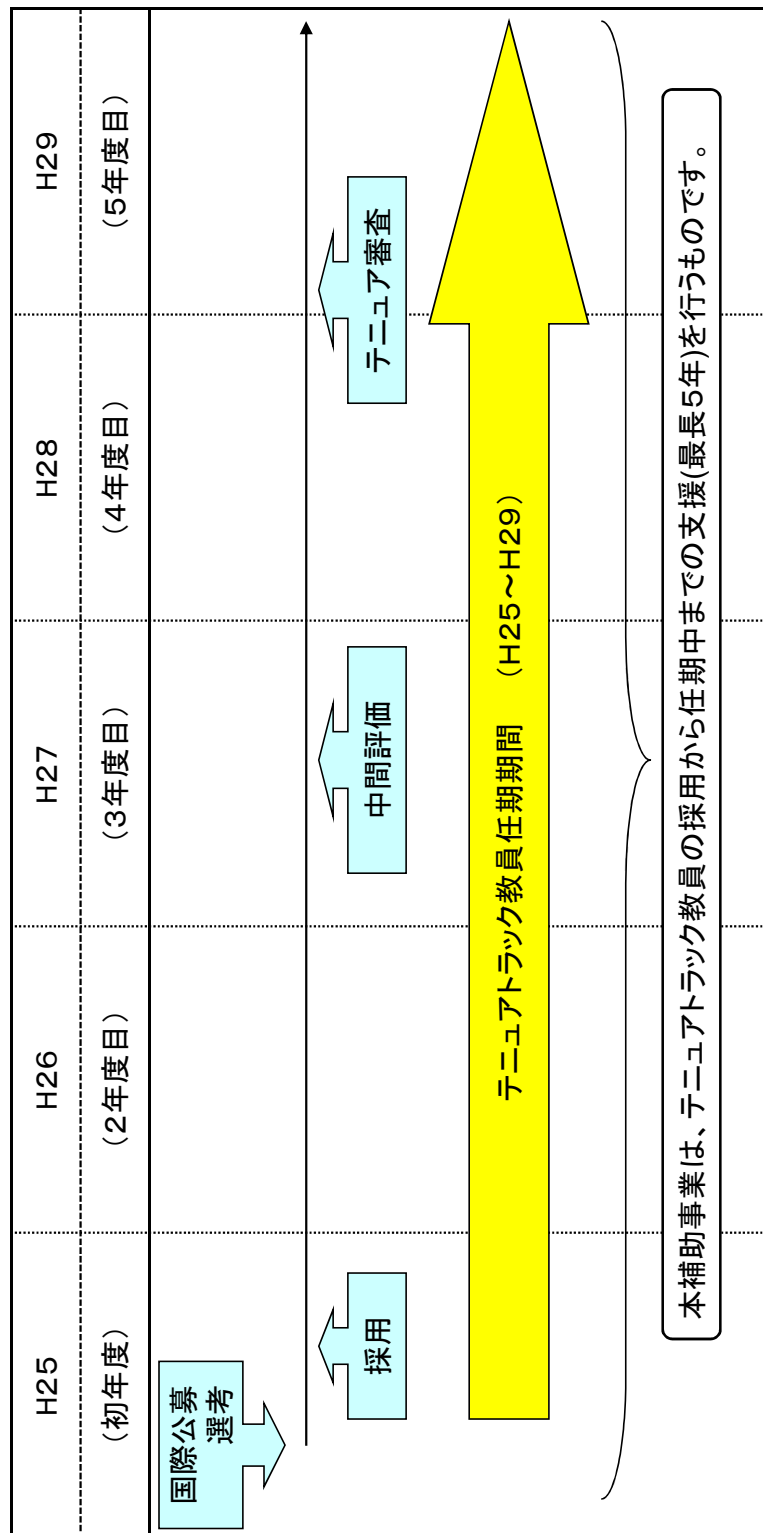 H25
H26
H27
H28
H29
(初年度)
(2年度目)
(3年度目)
(4年度目)
(5年度目)
国際公募
選考
採用
中間評価
テニュア審査
テニュアトラック教員任期期間　(H25～H29)
本補助事業は、テニュアトラック教員の採用から任期中までの支援(最長5年)を行うものです。